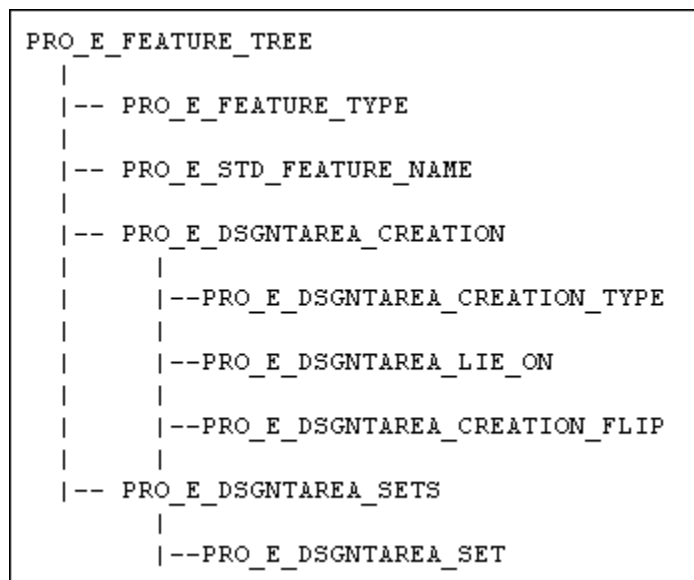 PRO_E_FEATURE_TREE
|
|-- PRO_E_FEATURE_TYPE
|
|-- PRO_E_STD_FEATURE_NAME
|
|-- PRO_E_DSGNTAREA_CREATION
|       |
|       |--PRO_E_DSGNTAREA_CREATION_TYPE
|       |
|       |--PRO_E_DSGNTAREA_LIE_ON
|       |
|       |--PRO_E_DSGNTAREA_CREATION_FLIP
|       |
|-- PRO_E_DSGNTAREA_SETS
        |
        |--PRO_E_DSGNTAREA_SET